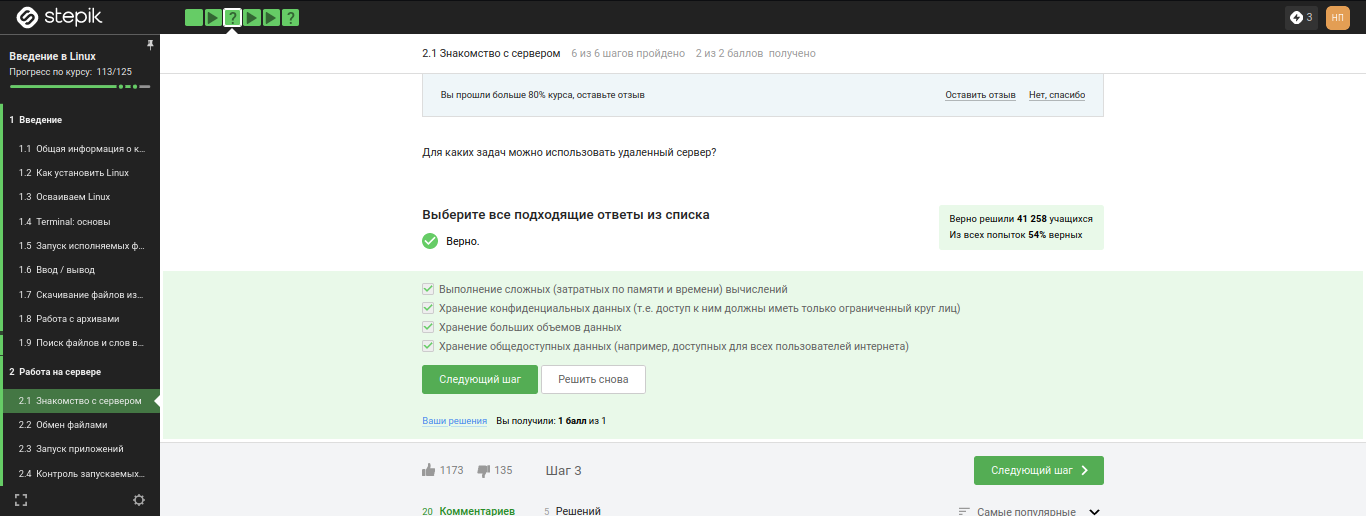 stepik
?
?
3
НП
Введение в Linux
Прогресс по курсу: 113/125
1 Введение
1.1 Общая информация о к...
1.2 Как установить Linux
1.3 Осваиваем Linux
1.4 Terminal: основы
1.5 Запуск исполняемых ф...
1.6 Ввод / вывод
1.7 Скачивание файлов из...
1.8 Работа с архивами
1.9 Поиск файлов и слов в...
2 Работа на сервере
2.1 Знакомство с сервером
2.2 Обмен файлами
2.3 Запуск приложений
2.4 Контроль запускаемых...
2.1 Знакомство с сервером 6 из 6 шагов пройдено 2 из 2 баллов получено
Вы прошли больше 80% курса, оставьте отзыв Оставить отзыв Нет, спасибо
Для каких задач можно использовать удаленный сервер?
Выберите все подходящие ответы из списка
Верно.
Верно решили 41 258 учащихся
Из всех попыток 54% верных
Выполнение сложных (затратных по памяти и времени) вычислений
Хранение конфиденциальных данных (т.е. доступ к ним должны иметь только ограниченный круг лиц)
Хранение больших объемов данных
Хранение общедоступных данных (например, доступных для всех пользователей интернета)
Следующий шаг Решить снова
Ваши решения Вы получили: 1 балл из 1
1173 135 Шаг 3 Следующий шаг
20 Комментариев 5 Решений Самые популярные